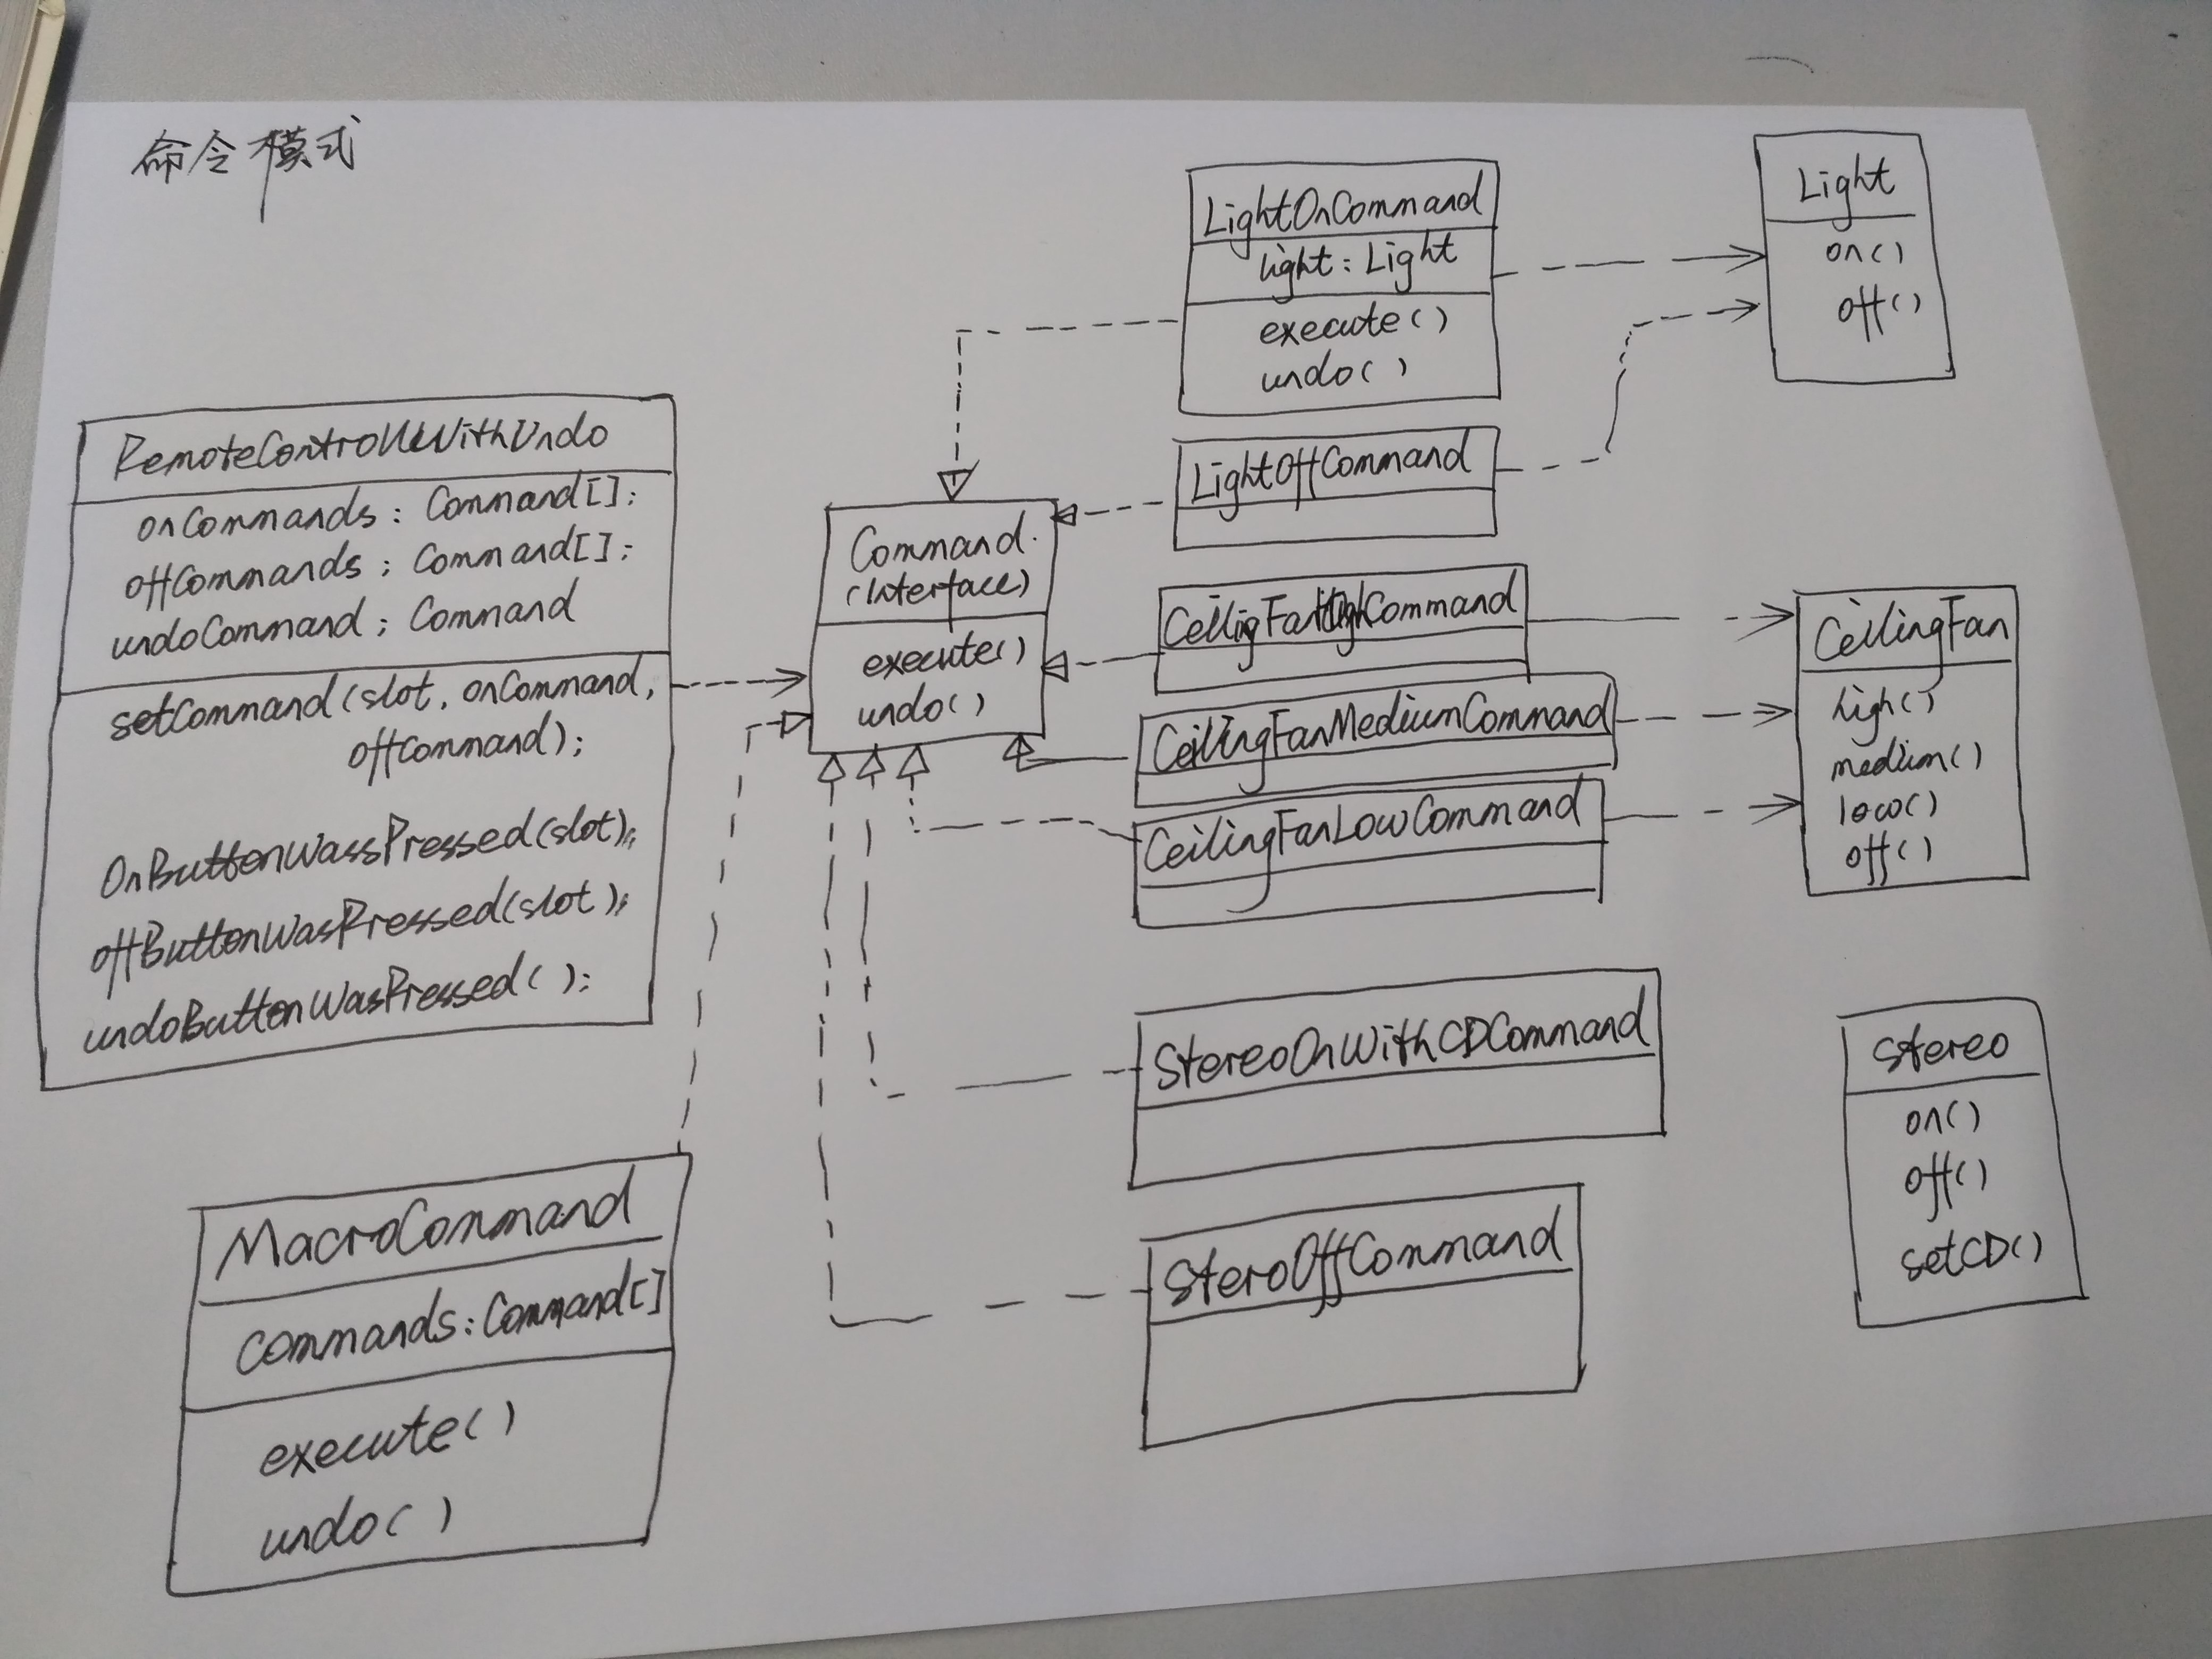 命令模式
LightOnCommand
light: Light
execute()
undo()
Light
on()
off()
LightOffCommand
RemoteControllWithUndo
onCommands: Command[];
offCommands: Command[];
undoCommand: Command
setCommand(slot, onCommand,
offCommand);
OnButtonWassPressed(slot);
offButtonWasPressed(slot);
undoButtonWasPressed();
Command
(Interface)
execute()
undo()
CeilingFanHighCommand
CeilingFanMediumCommand
CeilingFanLowCommand
CeilingFan
high()
medium()
low()
off()
StereoOnWithCDCommand
SteroOffCommand
Stereo
on()
off()
setCD()
MacroCommand
commands: Command[]
execute()
undo()